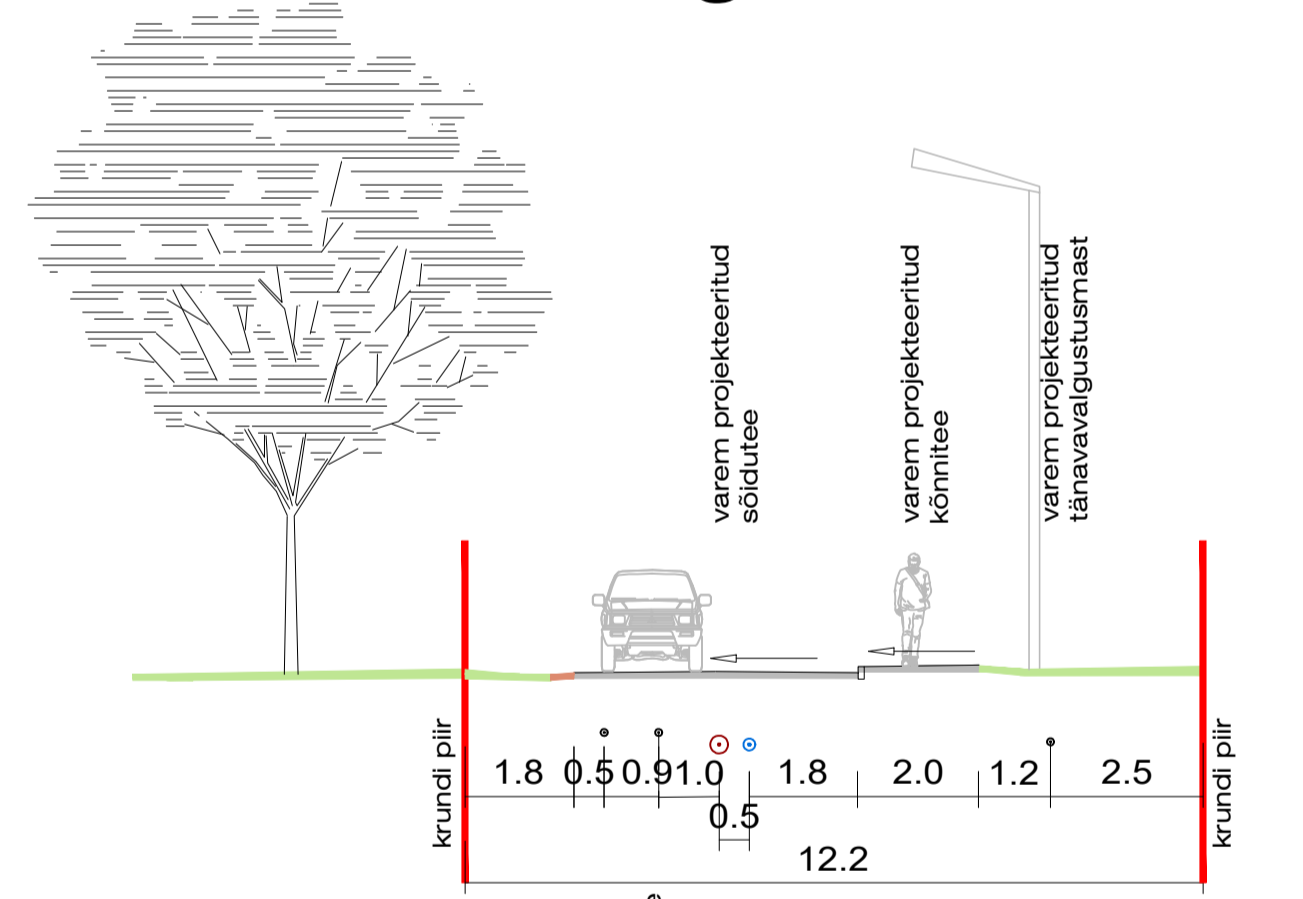 varem projekteeritud
sõidutee
varem projekteeritud
kõnnitee
varem projekteeritud
tänavavalgustusmast
krundi piir
1.8 0.5 0.9 1.0 1.8 2.0 1.2 2.5
krundi piir
0.5
12.2